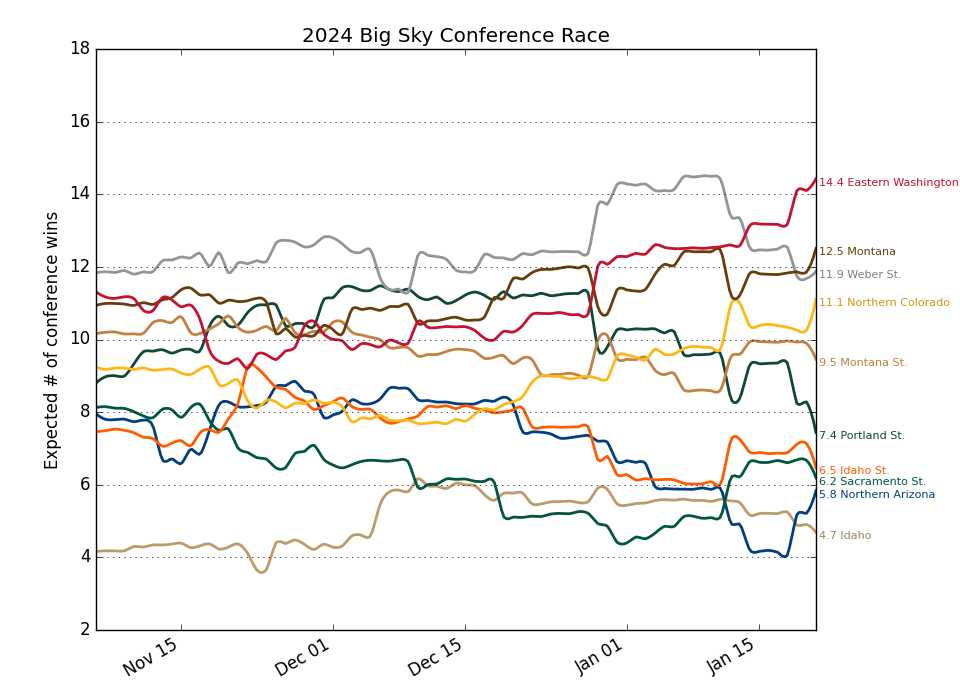 2024 Big Sky Conference Race
Expected # of conference wins
18
16
14
12
10
8
6
4
2
Nov 15
Dec 01
Dec 15
Jan 01
Jan 15
14.4 Eastern Washington
12.5 Montana
11.9 Weber St.
11.1 Northern Colorado
9.5 Montana St.
7.4 Portland St.
6.5 Idaho St.
6.2 Sacramento St.
5.8 Northern Arizona
4.7 Idaho